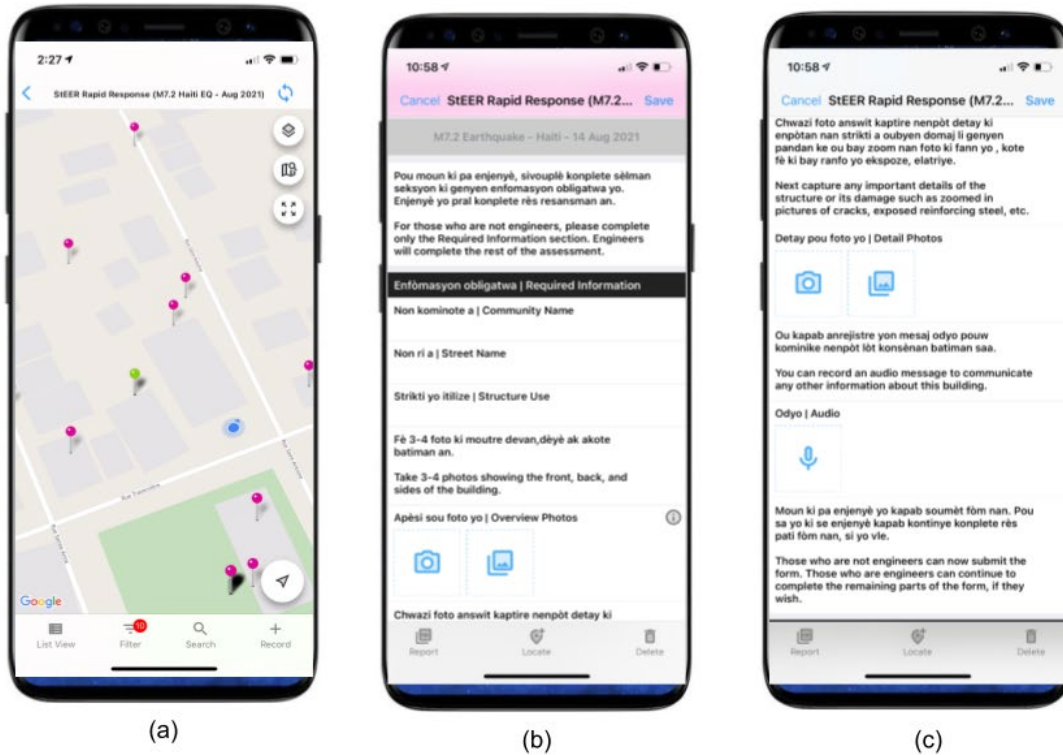 2:27
StEER Rapid Response (M7.2 Haiti EQ - Aug 2021)
Rue Traversière
Google
List View
10
Filter
Search
Record
(a)
10:58
Cancel
StEER Rapid Response (M7.2...
Save
M7.2 Earthquake - Haiti - 14 Aug 2021
Pou moun ki pa enjenyè, sivouplè konplete sèlman
seksyon ki genyen enfomasyon obligatwa yo.
Enjenyè yo pral konplete rès resansman an.
For those who are not engineers, please complete
only the Required Information section. Engineers
will complete the rest of the assessment.
Enfòmasyon obligatwa | Required Information
Non kominote a | Community Name
Non ri a | Street Name
Strikti yo itilize | Structure Use
Fè 3-4 foto ki moutre devan,dèyè ak akote
batiman an.
Take 3-4 photos showing the front, back, and
sides of the building.
Apèsi sou foto yo | Overview Photos
Chwazi foto answit kaptire nenpòt detay ki
Report
Locate
Delete
(b)
10:58
Cancel
StEER Rapid Response (M7.2...
Save
Chwazi foto answit kaptire nenpòt detay ki
enpòtan nan strikti a oubyen domaj li genyen
pandan ke ou bay zoom nan foto ki fann yo , kote
fè ki bay ranfo yo ekspoze, elatriye.
Next capture any important details of the
structure or its damage such as zoomed in
pictures of cracks, exposed reinforcing steel, etc.
Detay pou foto yo | Detail Photos
Ou kapab anrejistre yon mesaj odyo pouw
kominike nenpòt lòt konsènan batiman saa.
You can record an audio message to communicate
any other information about this building.
Odyo | Audio
Moun ki pa enjenyè yo kapab soumèt fòm nan. Pou
sa yo ki se enjenyè kapab kontinye konplete rès
pati fòm nan, si yo vle.
Those who are not engineers can now submit the
form. Those who are engineers can continue to
complete the remaining parts of the form, if they
wish.
Report
Locate
Delete
(c)